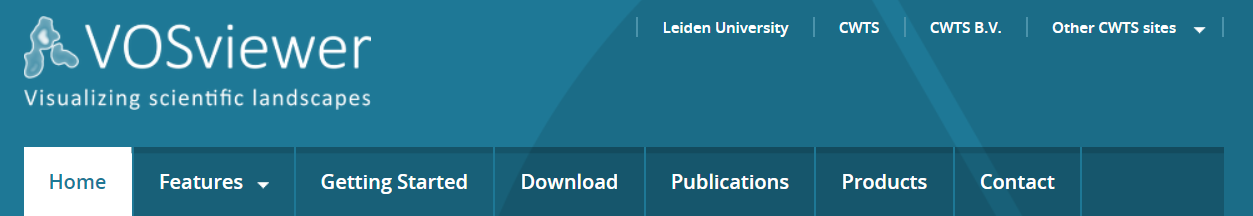 VOSviewer
Visualizing scientific landscapes
Leiden University CWTS CWTS B.V. Other CWTS sites
Home Features Getting Started Download Publications Products Contact